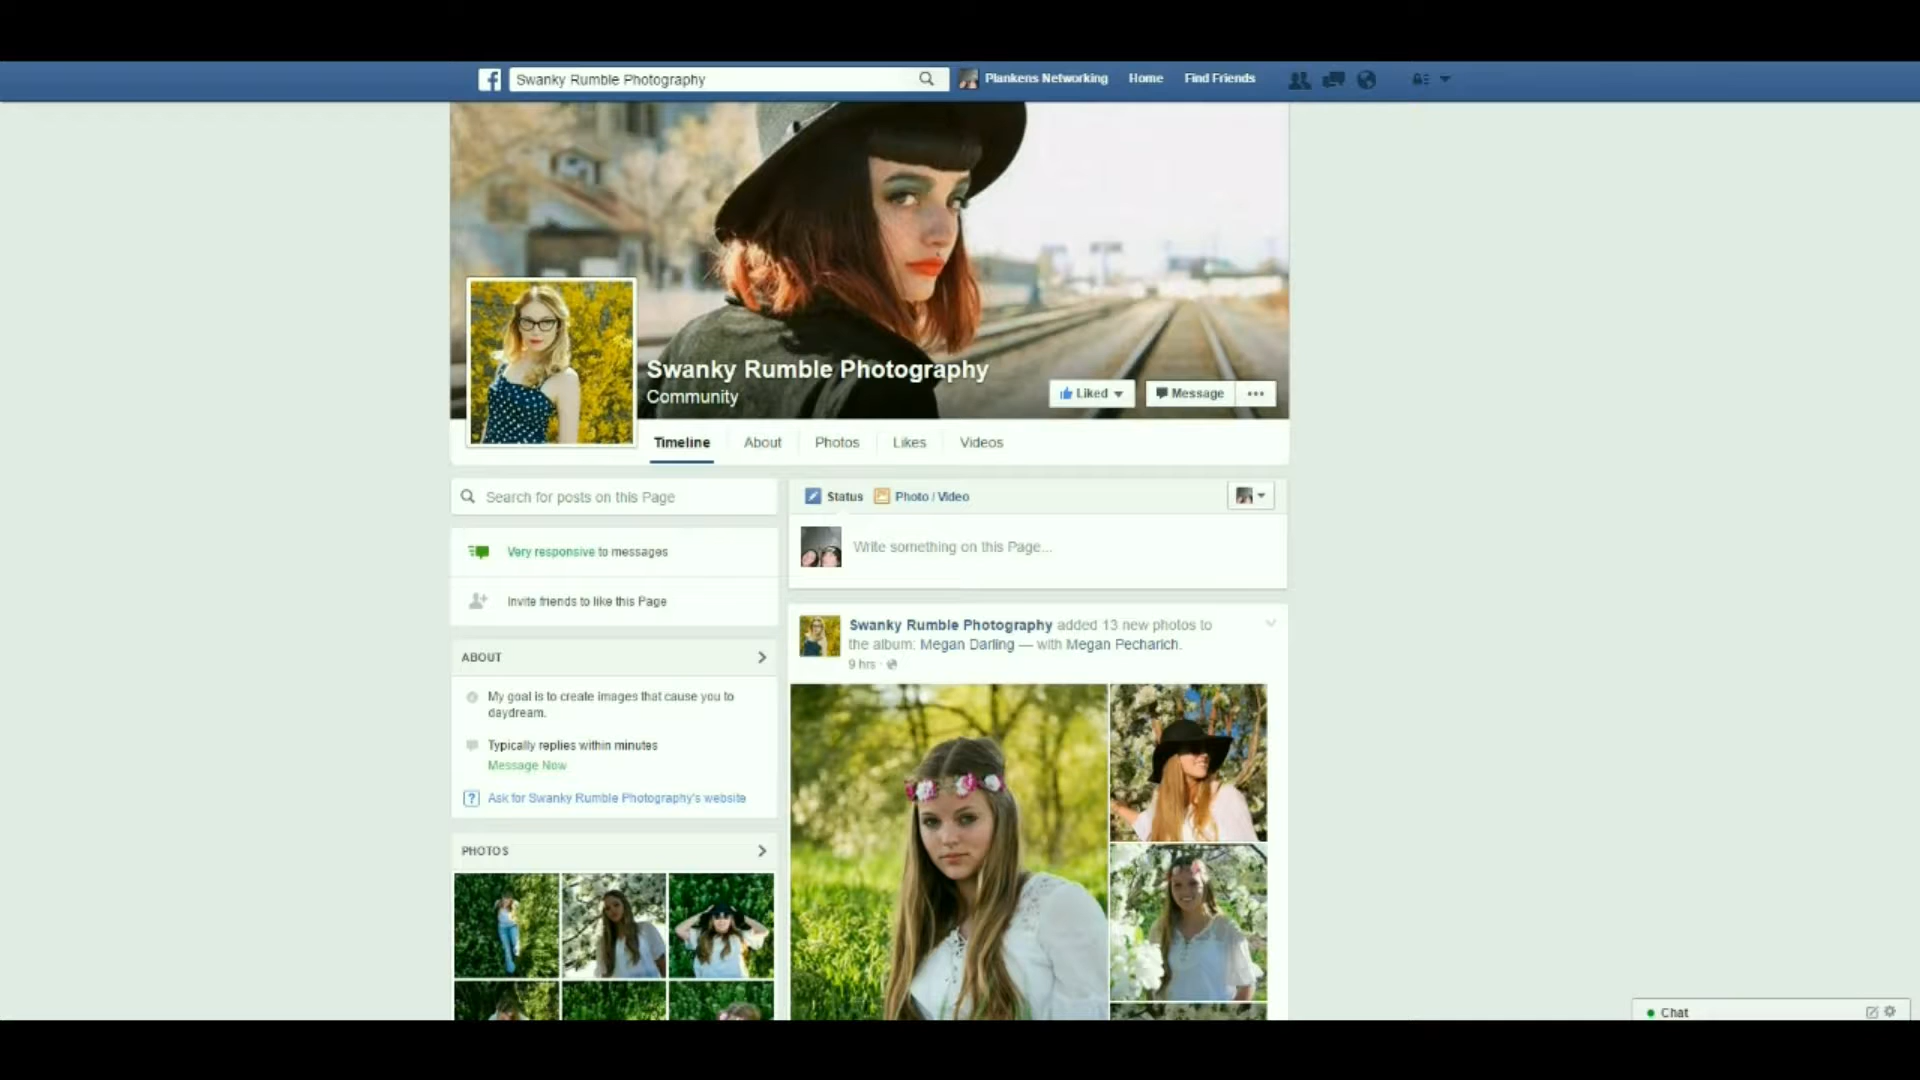 Swanky Rumble Photography
Plankens Networking
Home
Find Friends
Swanky Rumble Photography
Community
Liked
Message
Timeline
About
Photos
Likes
Videos
Search for posts on this Page
Very responsive to messages
Invite friends to like this Page
ABOUT
My goal is to create images that cause you to
daydream.
Typically replies within minutes
Message Now
? Ask for Swanky Rumble Photography's website
PHOTOS
Status
Photo / Video
Write something on this Page...
Swanky Rumble Photography added 13 new photos to
the album: Megan Darling — with Megan Pecharich.
9 hrs ·
Chat